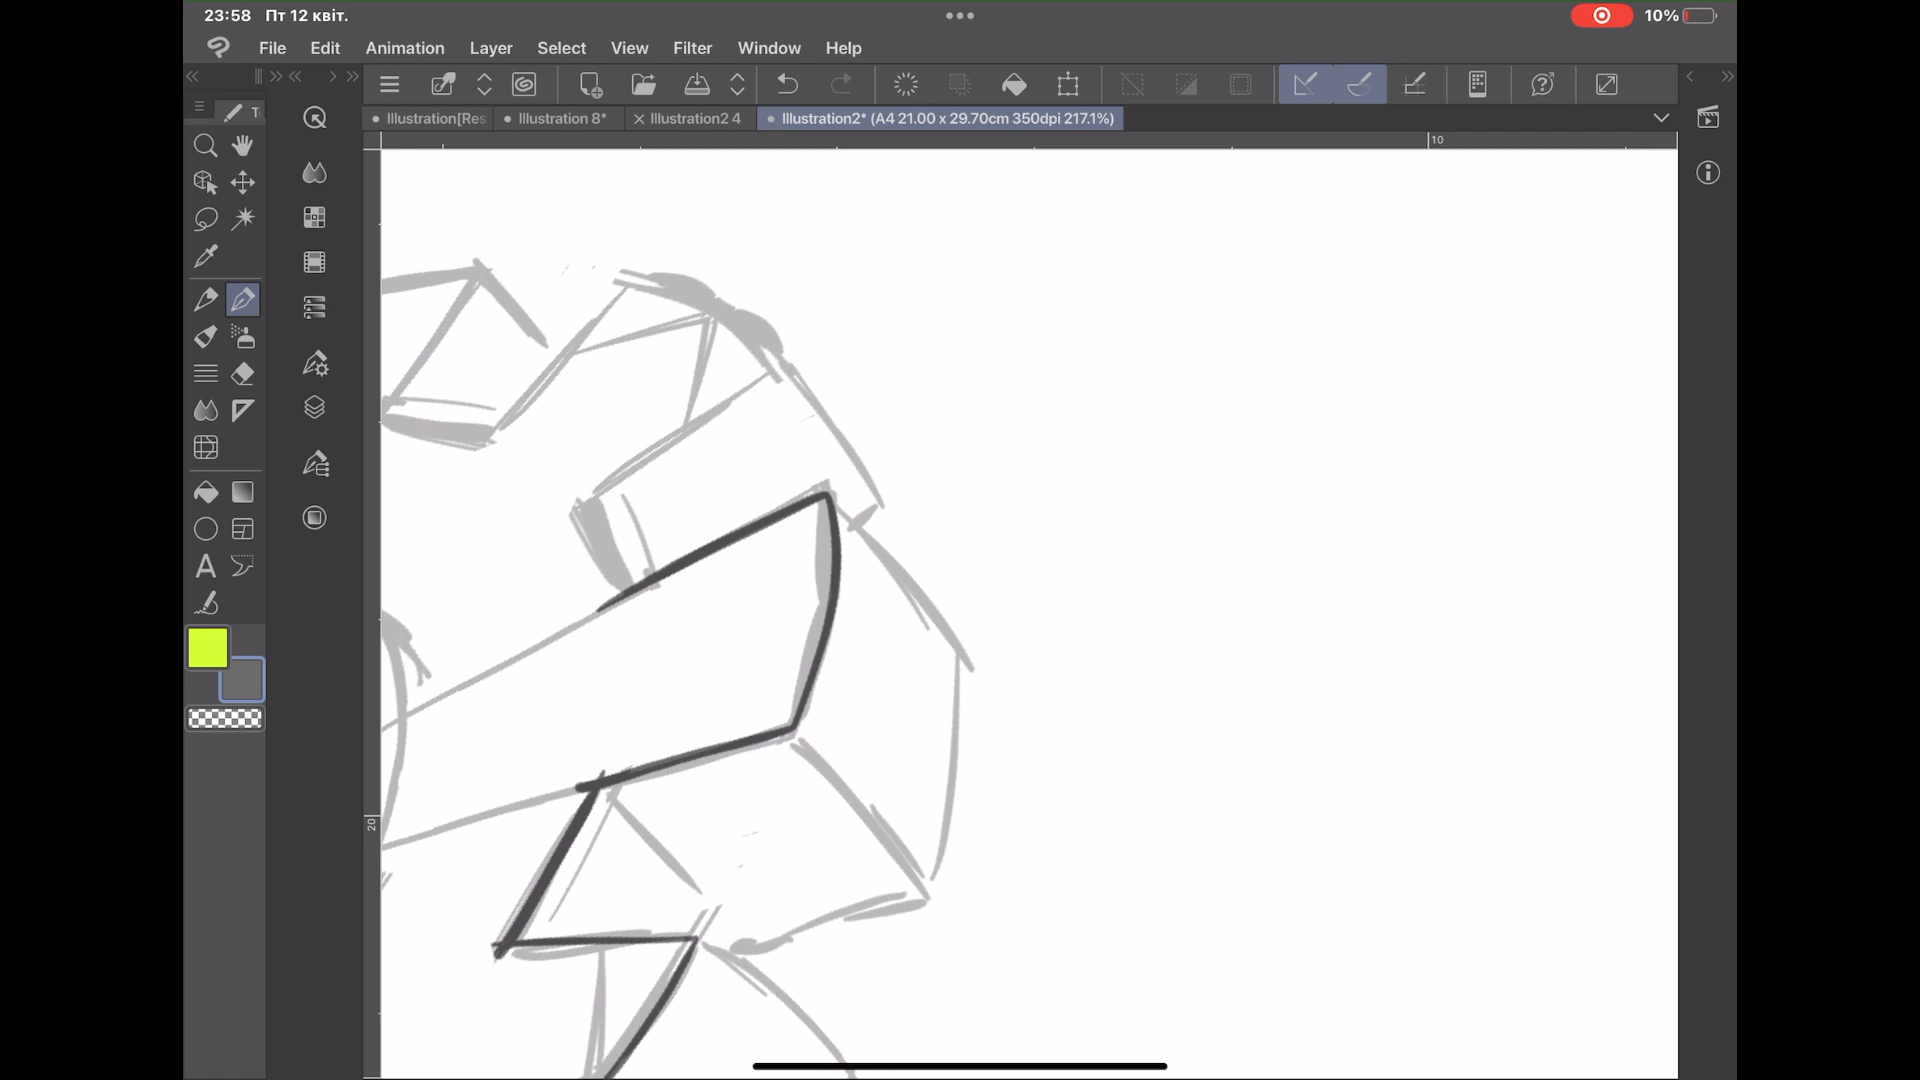 23:58 Пт 12 квіт.
10%
File Edit Animation Layer Select View Filter Window Help
T
Illustration[Res Illustration 8* Illustration2 4 Illustration2* (A4 21.00 x 29.70cm 350dpi 217.1%)
10
20